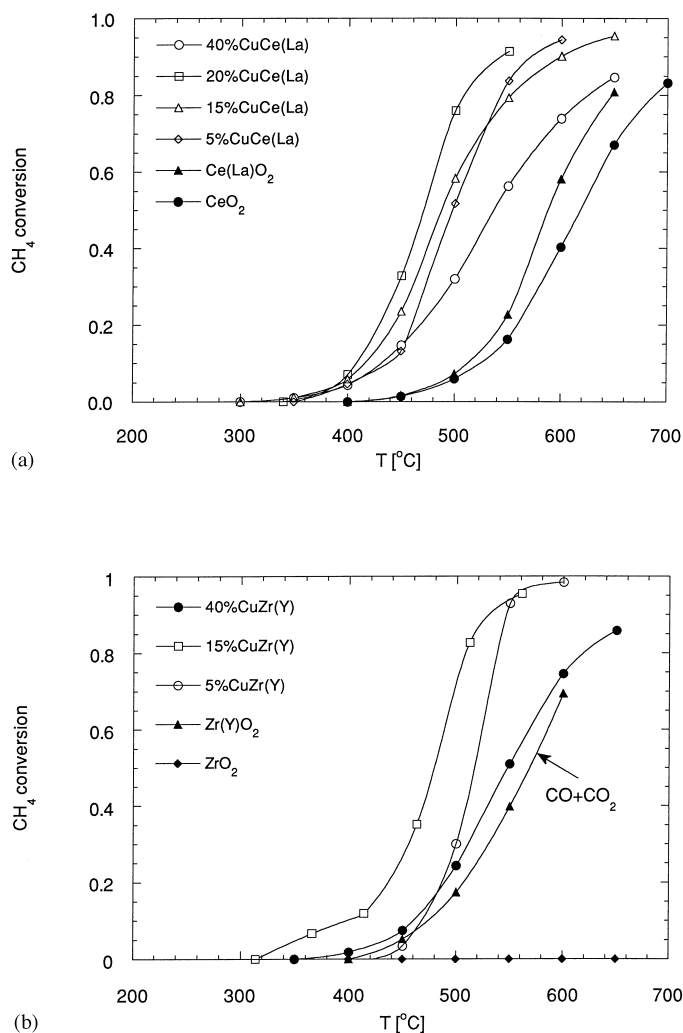 1.0
0.8
0.6
0.4
0.2
0.0
CH4 conversion
40%CuCe(La)
20%CuCe(La)
15%CuCe(La)
5%CuCe(La)
Ce(La)O2
CeO2
200 300 400 500 600 700
T [°C]
(a)
1
0.8
0.6
0.4
0.2
0
CH4 conversion
40%CuZr(Y)
15%CuZr(Y)
5%CuZr(Y)
Zr(Y)O2
ZrO2
CO+CO2
200 300 400 500 600 700
T [°C]
(b)